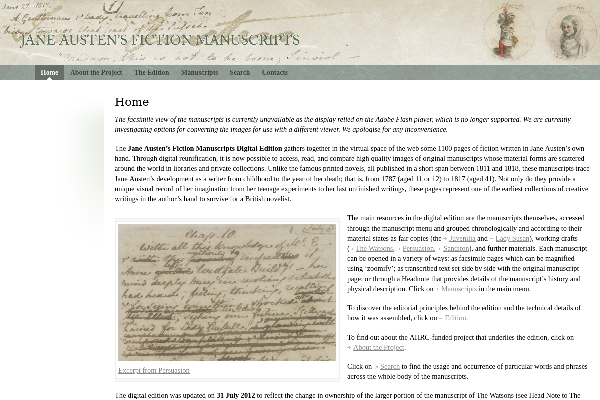 JANE AUSTEN'S FICTION MANUSCRIPTS
Home About the Project The Edition Manuscripts Search Contacts
Home
The facsimile view of the manuscripts is currently unavailable as the display relied on the Adobe Flash player, which is no longer supported. We are currently
investigating options for converting the images for use with a different viewer. We apologise for any inconvenience.
The Jane Austen's Fiction Manuscripts Digital Edition gathers together in the virtual space of the web some 1100 pages of fiction written in Jane Austen's own
hand. Through digital reunification, it is now possible to access, read, and compare high quality images of original manuscripts whose material forms are scattered
around the world in libraries and private collections. Unlike the famous printed novels, all published in a short span between 1811 and 1818, these manuscripts trace
Jane Austen's development as a writer from childhood to the year of her death; that is, from 1787 (aged 11 or 12) to 1817 (aged 41). Not only do they provide a
unique visual record of her imagination from her teenage experiments to her last unfinished writings, these pages represent one of the earliest collections of creative
writings in the author's hand to survive for a British novelist.
Chap. 10.
With all this knowledge of Mr. E
Excerpt from Persuasion
The main resources in the digital edition are the manuscripts themselves, accessed
through the manuscript menu and grouped chronologically and according to their
material states as fair copies (the Juvenilia and Lady Susan), working drafts
( The Watsons, Persuasion, Sanditon), and further materials. Each manuscript
can be opened in a variety of ways: as facsimile pages which can be magnified
using 'zoomify'; as transcribed text set side by side with the original manuscript
page; or through a Headnote that provides details of the manuscript's history and
physical description. Click on Manuscripts in the main menu.
To discover the editorial principles behind the edition and the technical details of
how it was assembled, click on Edition.
To find out about the AHRC-funded project that underlies the edition, click on
About the Project.
Click on Search to find the usage and occurrence of particular words and phrases
across the whole body of the manuscripts.
The digital edition was updated on 31 July 2012 to reflect the change in ownership of the larger portion of the manuscript of The Watsons (see Head Note to The